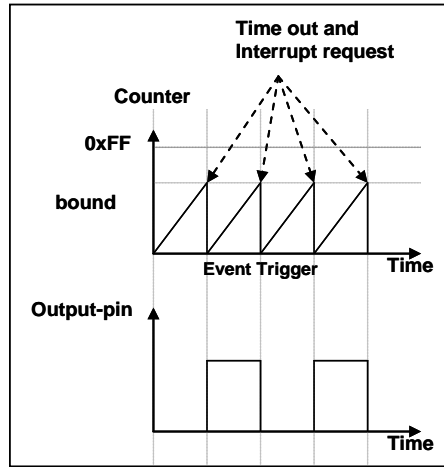 Time out and
Interrupt request
Counter
0xFF
bound
Event Trigger
Time
Output-pin
Time